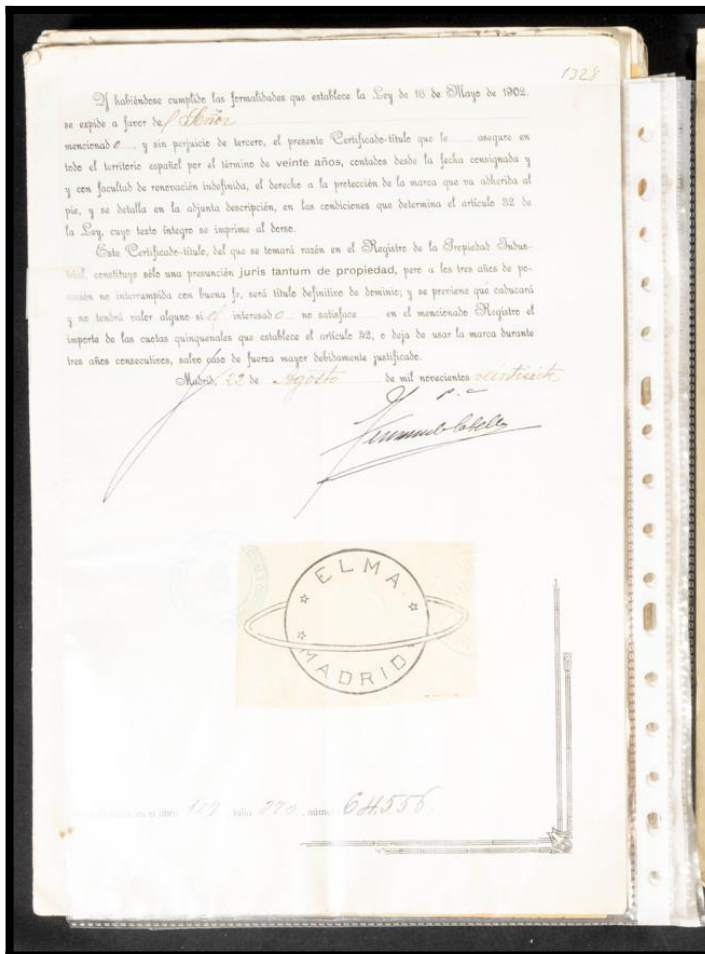 1328
Y habiéndose cumplido las formalidades que establece la Ley de 16 de Mayo de 1902.
se expide a favor del Señor
mencionado y sin perjuicio de tercero, el presente Certificado-título que le asegure en
todo el territorio español por el término de veinte años, contados desde la fecha consignada y
y con facultad de renovación indefinida, el derecho a la protección de la marca que va adherida al
pie, y se detalla en la adjunta descripción, en las condiciones que determina el artículo 32 de
la Ley, cuyo texto íntegro se imprime al dorso.
Este Certificado-título, del que se tomará razón en el Registro de la Propiedad Indus-
trial, constituye sólo una presunción juris tantum de propiedad, pero a los tres años de po-
sesión no interrumpida con buena fe, será título definitivo de dominio; y se previene que caducará
y no tendrá valor alguno si el interesado no satisface en el mencionado Registro el
importe de las cuotas quinquenales que establece el artículo 32, o deja de usar la marca durante
tres años consecutivos, salvo caso de fuerza mayor debidamente justificado.
Madrid, 22 de Agosto de mil novecientos veintisiete
ELMA
MADRID
en el libro 127, folio 270, núm. 64.556.